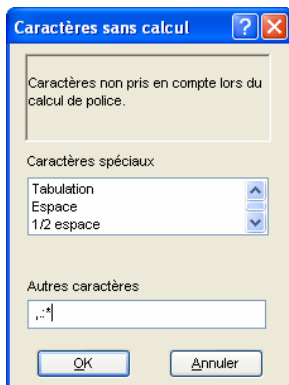 Caractères sans calcul
Caractères non pris en compte lors du
calcul de police.
Caractères spéciaux
Tabulation
Espace
1/2 espace
Autres caractères
,.:*
OK
Annuler